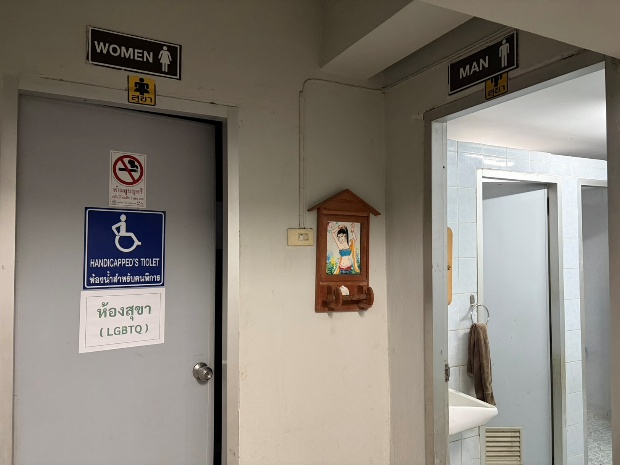 WOMEN
สุขา
ห้ามสูบบุหรี่
HANDICAPPED'S TIOLET
ห้องน้ำสำหรับคนพิการ
ห้องสุขา
( LGBTQ )
MAN
สุขา